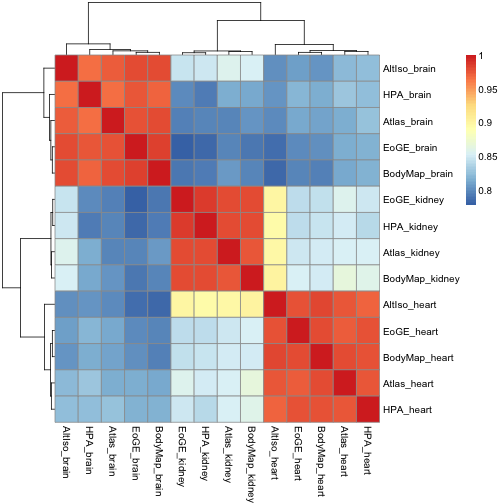 AltIso_brain
HPA_brain
Atlas_brain
EoGE_brain
BodyMap_brain
EoGE_kidney
HPA_kidney
Atlas_kidney
BodyMap_kidney
AltIso_heart
EoGE_heart
BodyMap_heart
Atlas_heart
HPA_heart
1
0.95
0.9
0.85
0.8
AltIso_brain
HPA_brain
Atlas_brain
EoGE_brain
BodyMap_brain
EoGE_kidney
HPA_kidney
Atlas_kidney
BodyMap_kidney
AltIso_heart
EoGE_heart
BodyMap_heart
Atlas_heart
HPA_heart